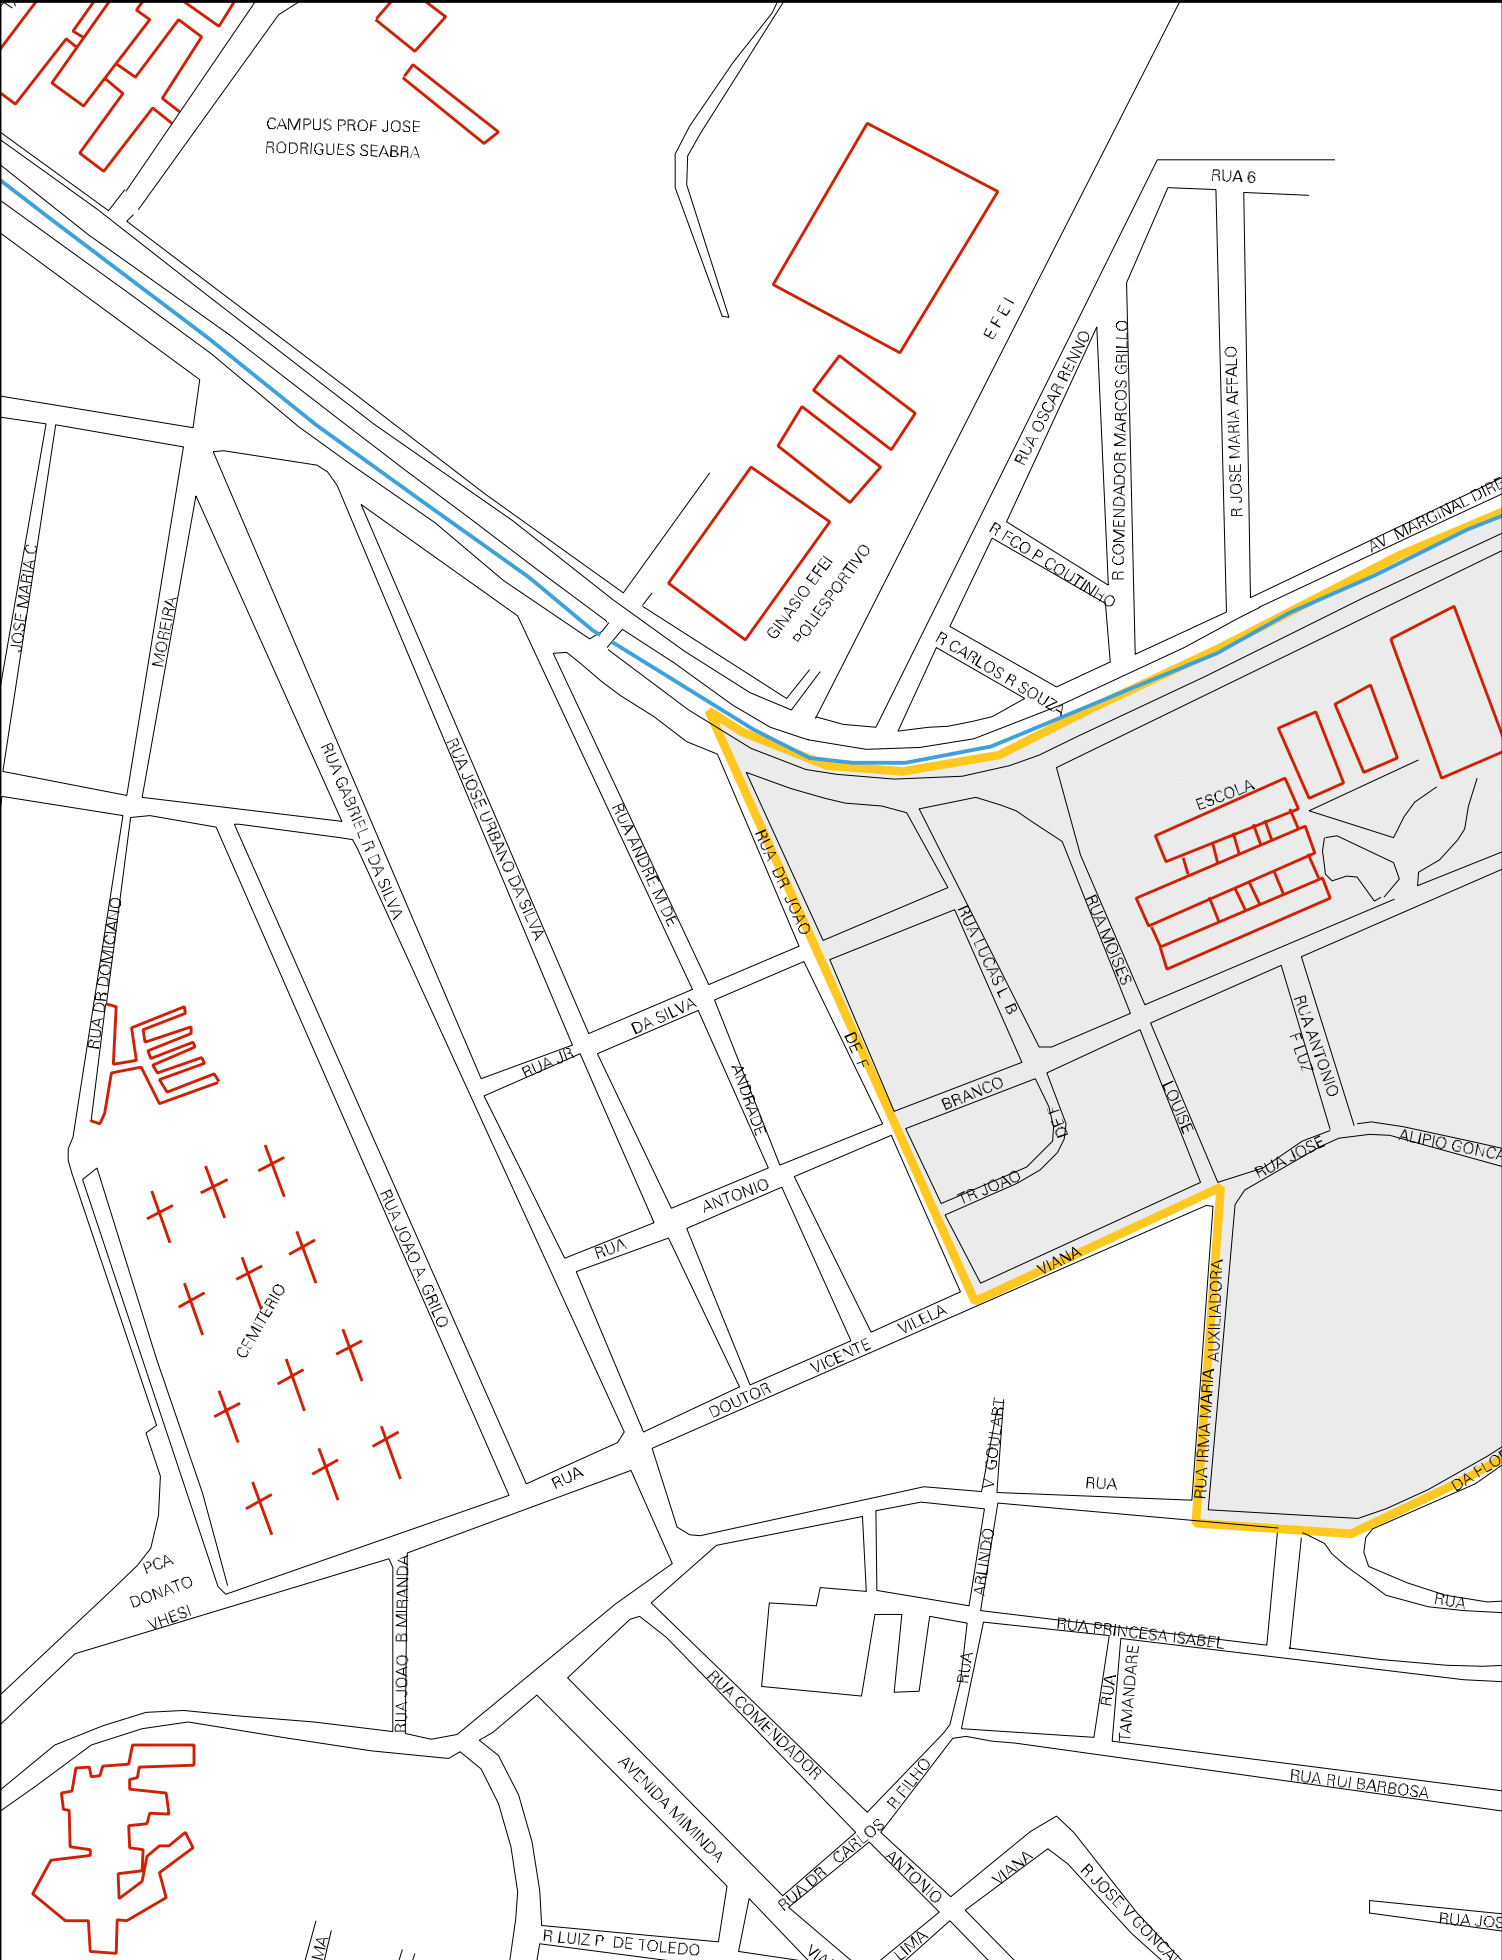 CAMPUS PROF JOSE
RODRIGUES SEABRA
RUA 6
E F E I
RUA OSCAR RENNO
R COMENDADOR MARCOS GRILLO
R JOSE MARIA AFFALO
AV MARGINAL DIRE
R FCO P COUTINHO
R CARLOS R SOUZA
GINASIO EFEI
POLIESPORTIVO
JOSE MARIA C
MOREIRA
RUA GABRIEL R DA SILVA
RUA JOSE URBANO DA SILVA
RUA ANDRE M DE
ANDRADE
RUA DR JOAO
DE F
ESCOLA
RUA LUCAS L B
RUA MOISES
LOUISE
RUA ANTONIO
F LUZ
RUA DR DOMICIANO
RUA JR
DA SILVA
BRANCO
DE T
TR JOAO
RUA JOSE
ALIPIO GONCA
RUA
ANTONIO
VIANA
RUA JOAO A. GRILO
CEMITERIO
RUA
DOUTOR
VICENTE
VILELA
RUA IRMA MARIA AUXILIADORA
V GOULART
ARLINDO
RUA
RUA
DA FLOR
PCA
DONATO
VHESI
RUA JOAO B MIRANDA
RUA PRINCESA ISABEL
RUA
TAMANDARE
RUA
RUA COMENDADOR
ANTONIO
AVENIDA MIMINDA
RUA RUI BARBOSA
RUA DR CARLOS R FILHO
VIANA
R JOSE V GONCAL
RUA JOS
R LUIZ P DE TOLEDO
LIMA
VIA
MA